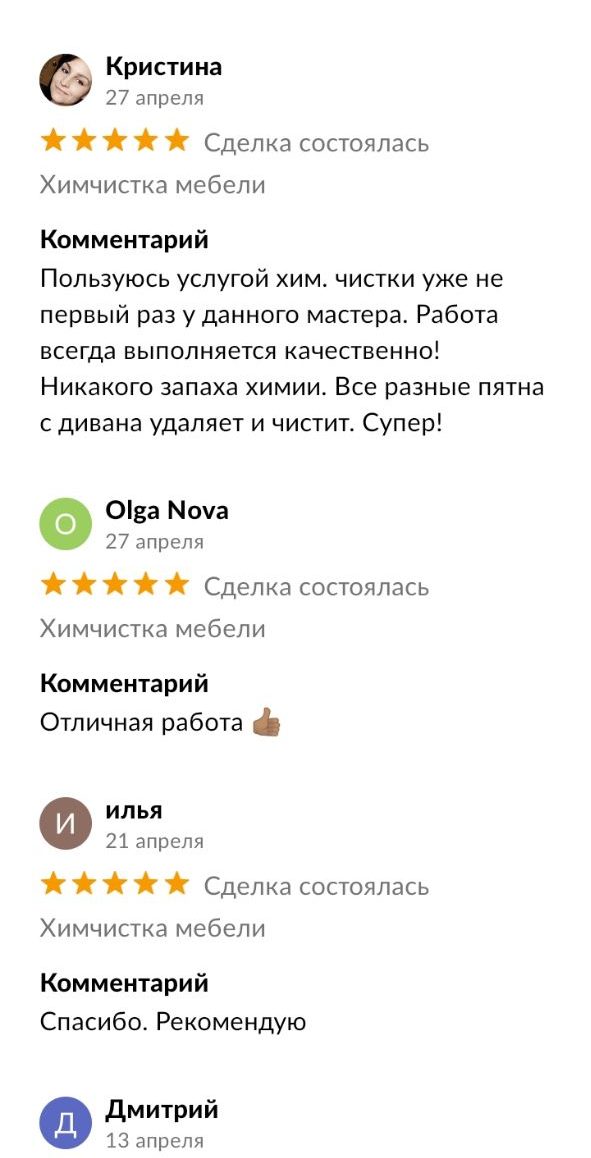 Кристина
27 апреля
Сделка состоялась
Химчистка мебели
Комментарий
Пользуюсь услугой хим. чистки уже не
первый раз у данного мастера. Работа
всегда выполняется качественно!
Никакого запаха химии. Все разные пятна
с дивана удаляет и чистит. Супер!
О
Olga Nova
27 апреля
Сделка состоялась
Химчистка мебели
Комментарий
Отличная работа 👍🏽
И
илья
21 апреля
Сделка состоялась
Химчистка мебели
Комментарий
Спасибо. Рекомендую
Д
Дмитрий
13 апреля